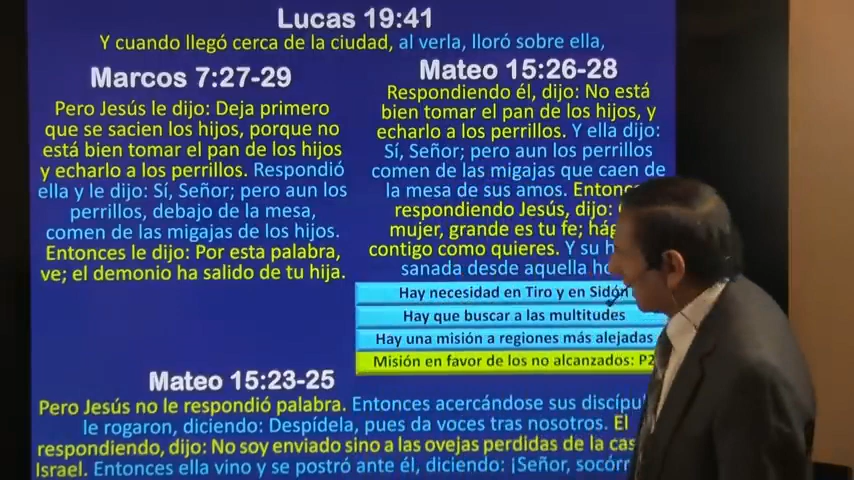 Lucas 19:41
Y cuando llegó cerca de la ciudad, al verla, lloró sobre ella,
Marcos 7:27-29
Pero Jesús le dijo: Deja primero
que se sacien los hijos, porque no
está bien tomar el pan de los hijos
y echarlo a los perrillos. Respondió
ella y le dijo: Sí, Señor; pero aun los
perrillos, debajo de la mesa,
comen de las migajas de los hijos.
Entonces le dijo: Por esta palabra,
ve; el demonio ha salido de tu hija.
Mateo 15:26-28
Respondiendo él, dijo: No está
bien tomar el pan de los hijos, y
echarlo a los perrillos. Y ella dijo:
Sí, Señor; pero aun los perrillos
comen de las migajas que caen de
la mesa de sus amos.
respondiendo Jesús, dijo:
mujer, grande es tu fe;
contigo como quieres. Y su
sanada desde aquella
Hay necesidad en Tiro y en Sidón
Hay que buscar a las multitudes
Hay una misión a regiones más alejadas
Misión en favor de los no alcanzados:
Mateo 15:23-25
Pero Jesús no le respondió palabra. Entonces acercándose sus
le rogaron, diciendo: Despídela, pues da voces tras nosotros. El
respondiendo, dijo: No soy enviado sino a las ovejas perdidas de la
Israel. Entonces ella vino y se postró ante él, diciendo: ¡Señor,